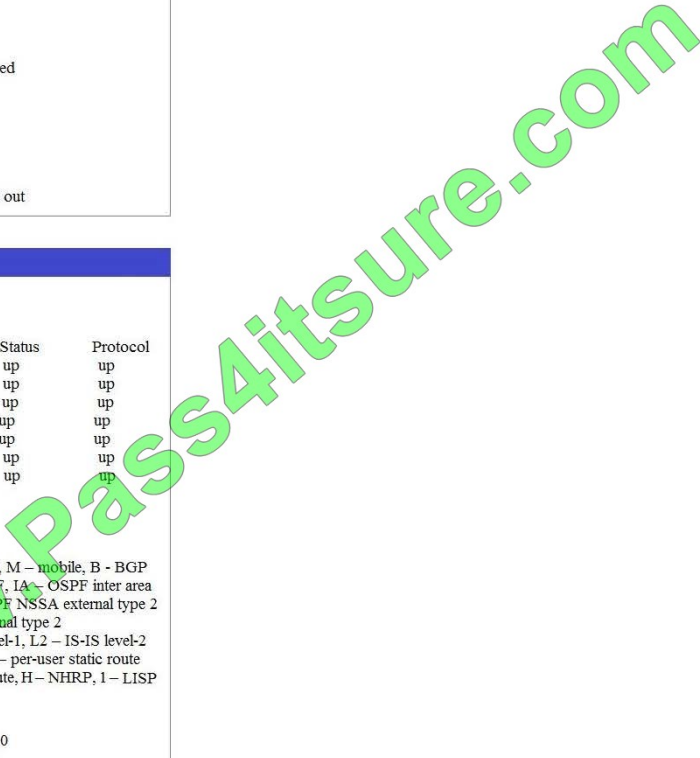 ed
out
Status Protocol
up up
up up
up up
up up
up up
up up
up up
, M – mobile, B - BGP
F, IA – OSPF inter area
PF NSSA external type 2
nal type 2
el-1, L2 – IS-IS level-2
– per-user static route
ute, H – NHRP, l – LISP
0
.Pass4itsure.com